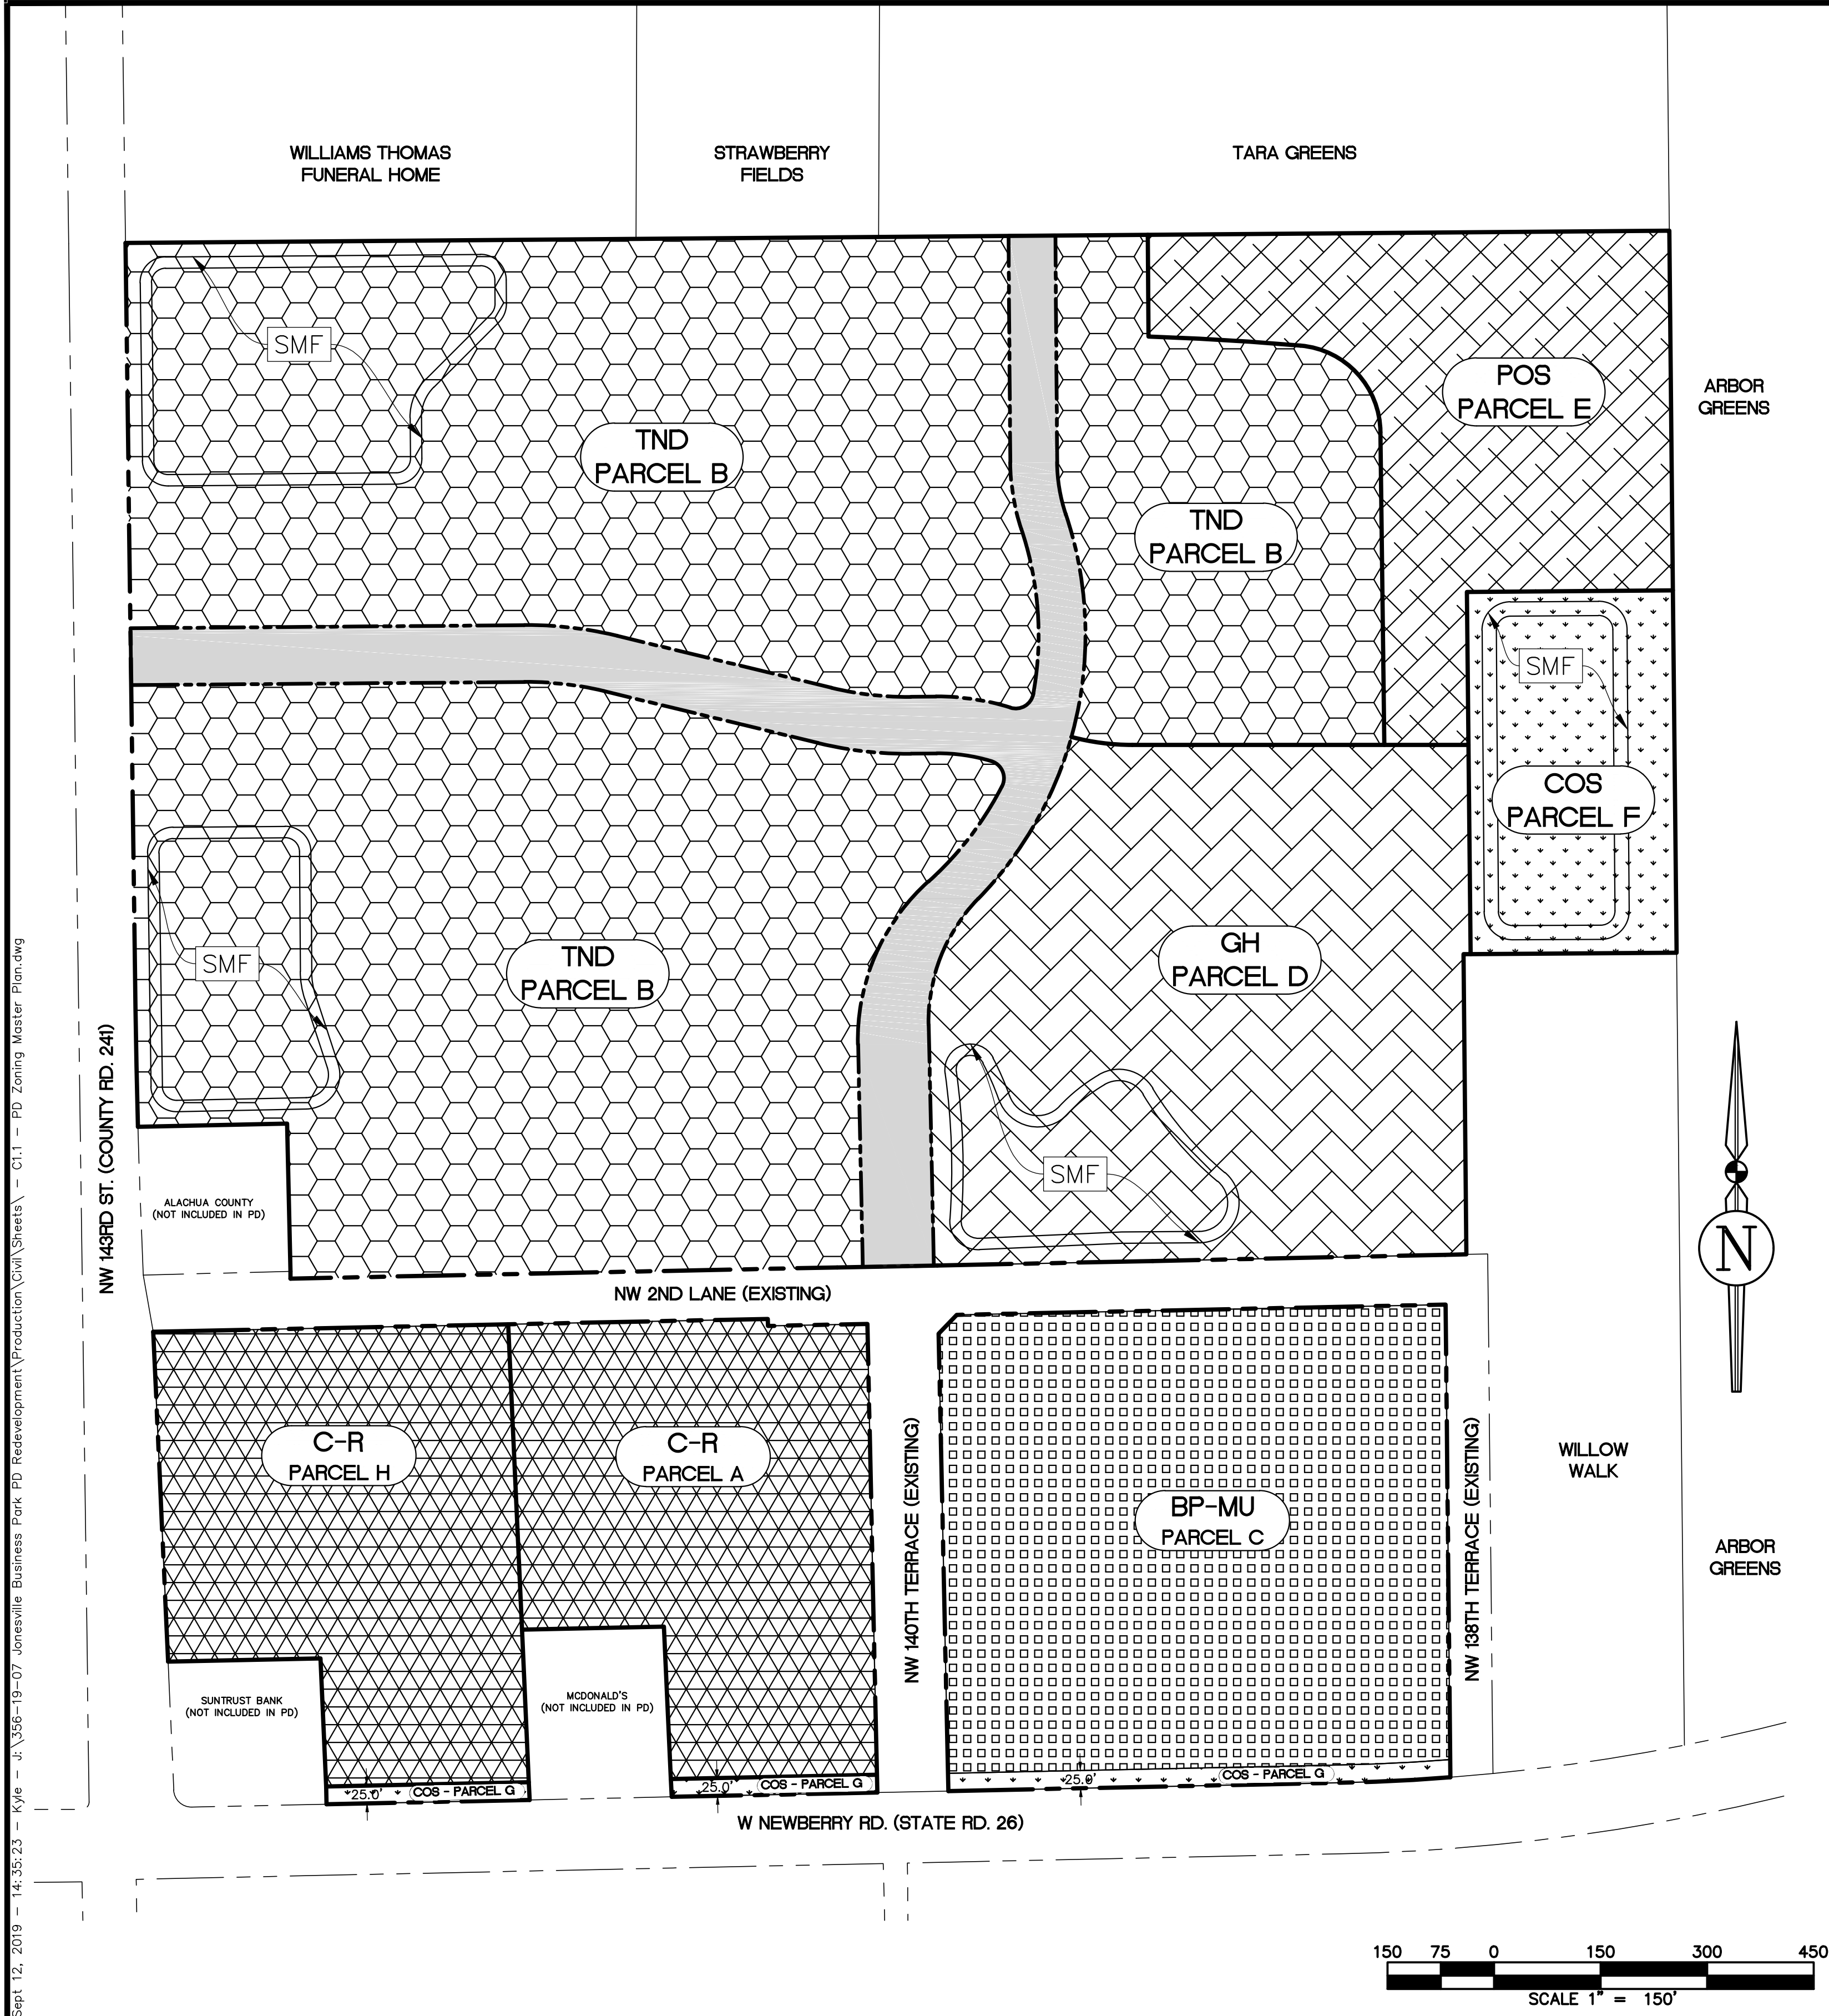 WILLIAMS THOMAS
FUNERAL HOME
STRAWBERRY
FIELDS
TARA GREENS
SMF
POS
PARCEL E
ARBOR
GREENS
TND
PARCEL B
TND
PARCEL B
SMF
COS
PARCEL F
SMF
TND
PARCEL B
GH
PARCEL D
SMF
NW 143RD ST. (COUNTY RD. 241)
ALACHUA COUNTY
(NOT INCLUDED IN PD)
N
NW 2ND LANE (EXISTING)
C-R
PARCEL H
C-R
PARCEL A
NW 140TH TERRACE (EXISTING)
BP-MU
PARCEL C
NW 138TH TERRACE (EXISTING)
WILLOW
WALK
ARBOR
GREENS
SUNTRUST BANK
(NOT INCLUDED IN PD)
MCDONALD'S
(NOT INCLUDED IN PD)
25.0'
COS - PARCEL G
25.0'
COS - PARCEL G
25.0'
COS - PARCEL G
W NEWBERRY RD. (STATE RD. 26)
150 75 0 150 300 450
SCALE 1" = 150'
Sept 12, 2019 - 14:35:23 - Kyle - J:\356-19-07 Jonesville Business Park PD Redevelopment\Production\Civil\Sheets\ - C1.1 - PD Zoning Master Plan.dwg